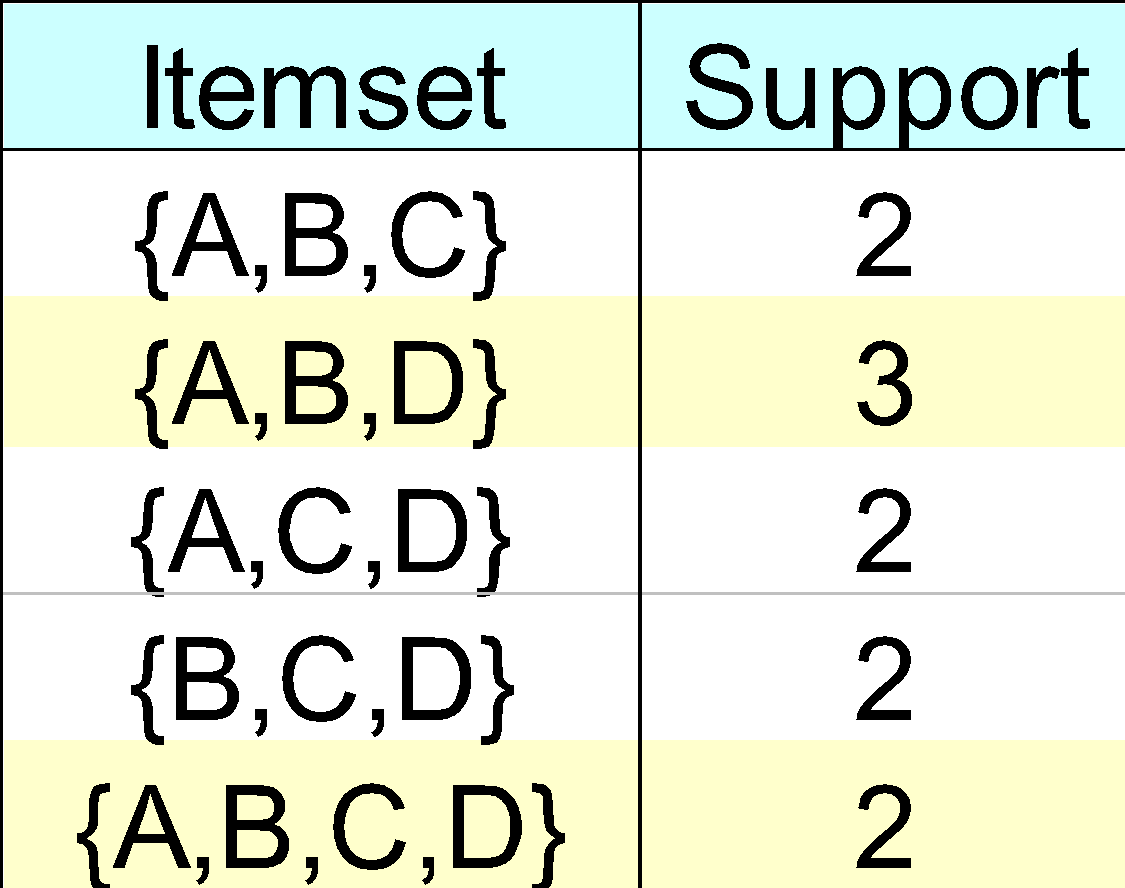 Itemset Support
{A,B,C} 2
{A,B,D} 3
{A,C,D} 2
{B,C,D} 2
{A,B,C,D} 2